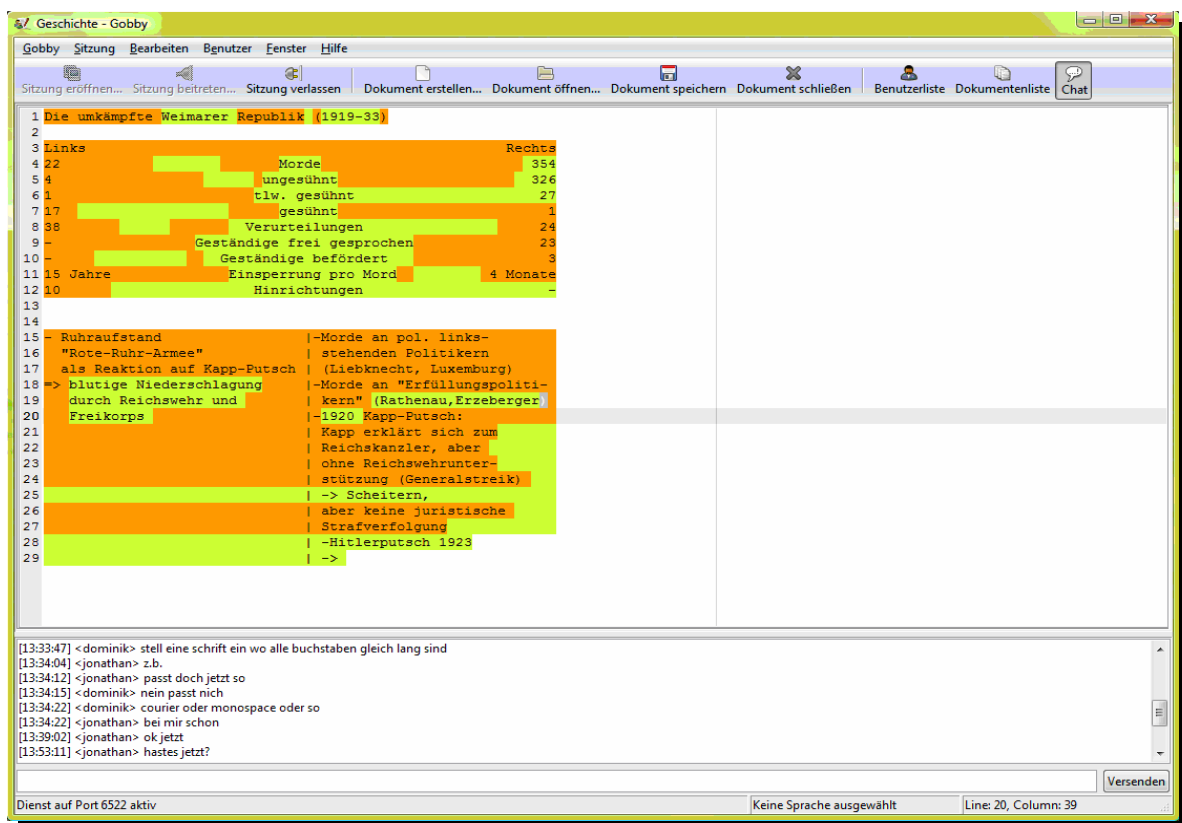 Geschichte - Gobby
Gobby Sitzung Bearbeiten Benutzer Fenster Hilfe
Sitzung eröffnen... Sitzung beitreten... Sitzung verlassen Dokument erstellen... Dokument öffnen... Dokument speichern Dokument schließen Benutzerliste Dokumentenliste Chat
1 Die umkämpfte Weimarer Republik (1919-33)
2
3 Links Rechts
4 22 Morde 354
5 4 ungesühnt 326
6 1 tlw. gesühnt 27
7 17 gesühnt 1
8 38 Verurteilungen 24
9 - Geständige frei gesprochen 23
10 - Geständige befördert 3
11 15 Jahre Einsperrung pro Mord 4 Monate
12 10 Hinrichtungen -
13
14
15 - Ruhraufstand |-Morde an pol. links-
16 "Rote-Ruhr-Armee" | stehenden Politikern
17 als Reaktion auf Kapp-Putsch | (Liebknecht, Luxemburg)
18 => blutige Niederschlagung |-Morde an "Erfüllungspoliti-
19 durch Reichswehr und | kern" (Rathenau,Erzeberger)
20 Freikorps |-1920 Kapp-Putsch:
21 | Kapp erklärt sich zum
22 | Reichskanzler, aber
23 | ohne Reichswehrunter-
24 | stützung (Generalstreik)
25 | -> Scheitern,
26 | aber keine juristische
27 | Strafverfolgung
28 | -Hitlerputsch 1923
29 | ->
[13:33:47] <dominik> stell eine schrift ein wo alle buchstaben gleich lang sind
[13:34:04] <jonathan> z.b.
[13:34:12] <jonathan> passt doch jetzt so
[13:34:15] <dominik> nein passt nich
[13:34:22] <dominik> courier oder monospace oder so
[13:34:22] <jonathan> bei mir schon
[13:39:02] <jonathan> ok jetzt
[13:53:11] <jonathan> hastes jetzt?
Versenden
Dienst auf Port 6522 aktiv Keine Sprache ausgewählt Line: 20, Column: 39